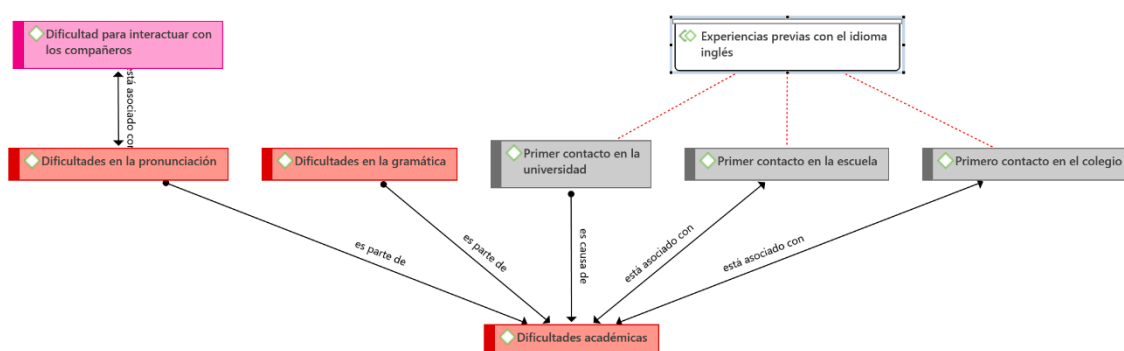 Dificultad para interactuar con
los compañeros
Experiencias previas con el idioma
inglés
está asociado con
Dificultades en la pronunciación
Dificultades en la gramática
Primer contacto en la
universidad
Primer contacto en la escuela
Primero contacto en el colegio
es parte de
es parte de
es causa de
está asociado con
está asociado con
Dificultades académicas